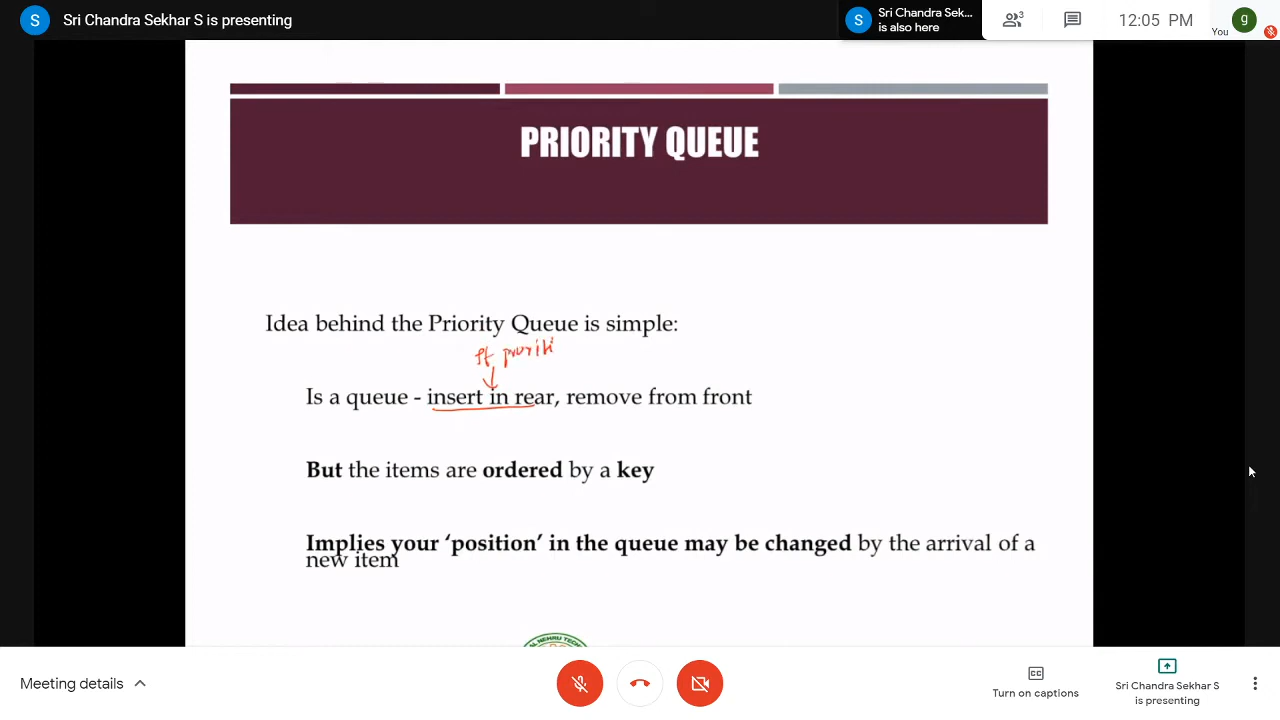 S Sri Chandra Sekhar S is presenting
S Sri Chandra Sek...
is also here
3
12:05 PM
You
g
PRIORITY QUEUE
Idea behind the Priority Queue is simple:
Is a queue - insert in rear, remove from front
But the items are ordered by a key
Implies your ‘position’ in the queue may be changed by the arrival of a
new item
NEHRU TECH
Meeting details
Turn on captions
Sri Chandra Sekhar S
is presenting